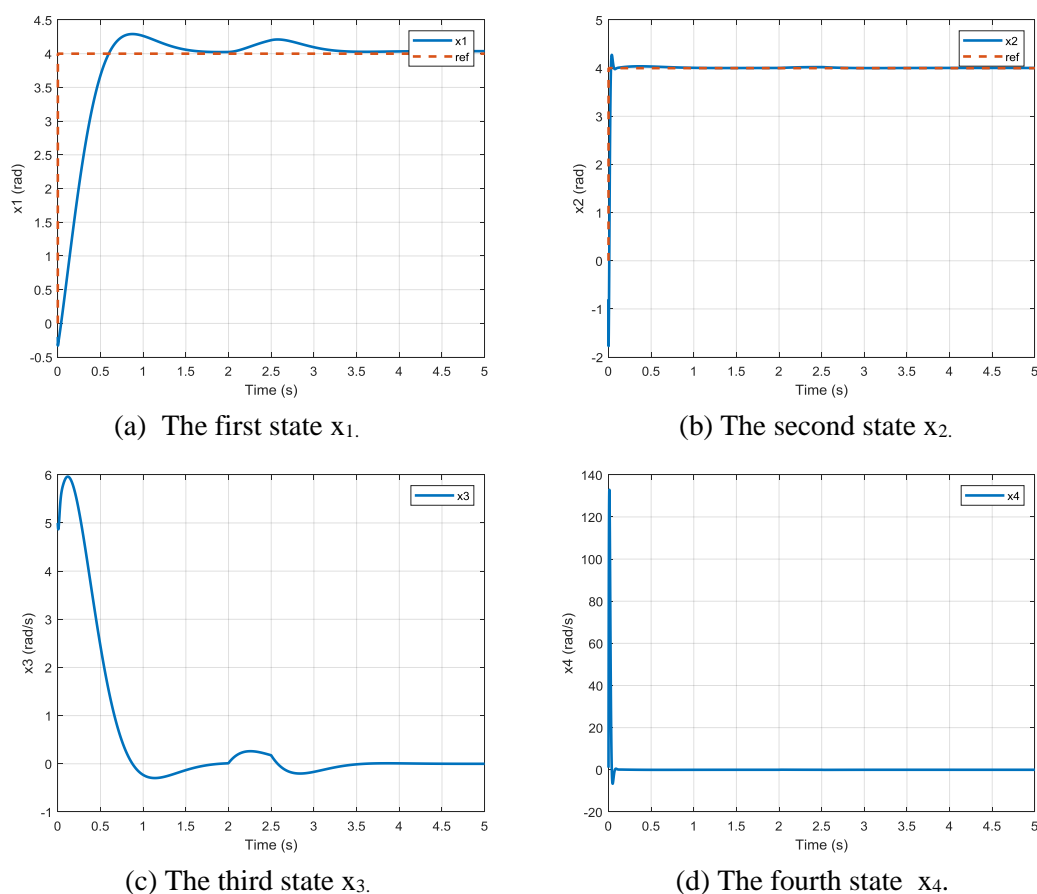 4.5
4
3.5
3
2.5
2
1.5
1
0.5
0
-0.5
x1 (rad)
x1
ref
0 0.5 1 1.5 2 2.5 3 3.5 4 4.5 5
Time (s)
(a) The first state x1.
5
4
3
2
1
0
-1
-2
x2 (rad)
x2
ref
0 0.5 1 1.5 2 2.5 3 3.5 4 4.5 5
Time (s)
(b) The second state x2.
6
5
4
3
2
1
0
-1
x3 (rad/s)
x3
0 0.5 1 1.5 2 2.5 3 3.5 4 4.5 5
Time (s)
(c) The third state x3.
140
120
100
80
60
40
20
0
-20
x4 (rad/s)
x4
0 0.5 1 1.5 2 2.5 3 3.5 4 4.5 5
Time (s)
(d) The fourth state x4.